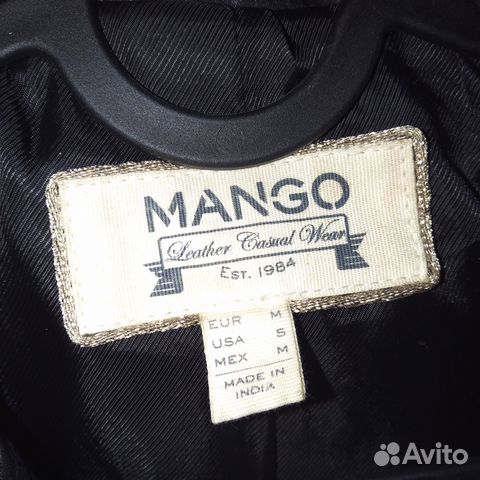 MANGO
Leather Casual Wear
EST. 1984
EUR M
USA S
MEX M
MADE IN
INDIA
Avito